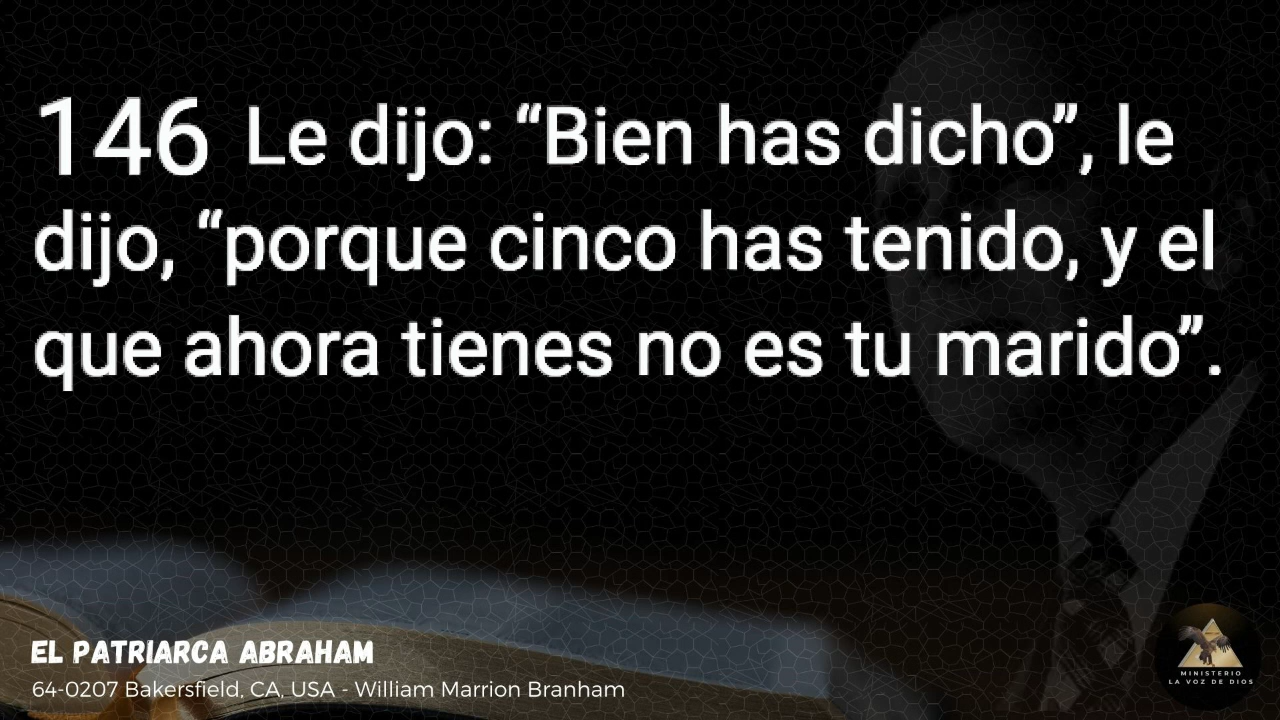 146 Le dijo: “Bien has dicho”, le
dijo, “porque cinco has tenido, y el
que ahora tienes no es tu marido”.
EL PATRIARCA ABRAHAM
64-0207 Bakersfield, CA, USA - William Marrion Branham
MINISTERIO
LA VOZ DE DIOS